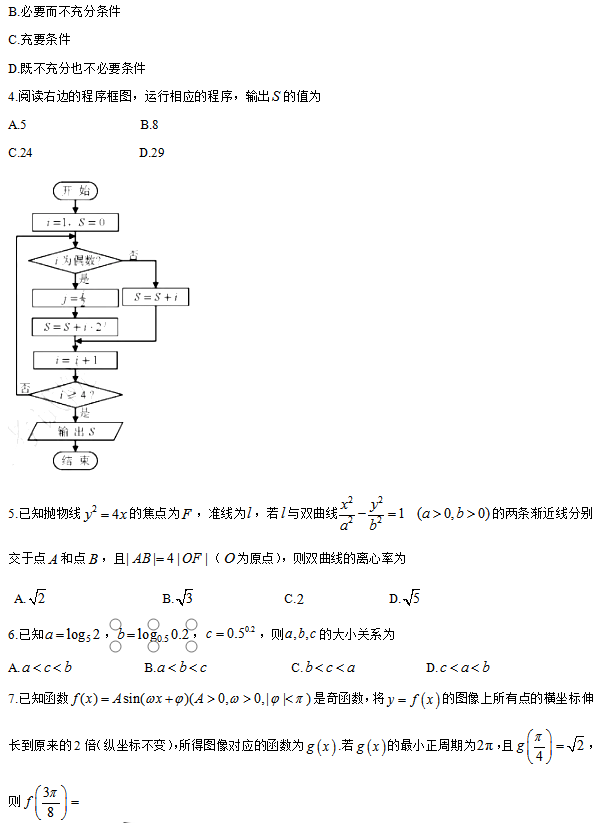 B.必要而不充分条件
C.充要条件
D.既不充分也不必要条件
4.阅读右边的程序框图，运行相应的程序，输出S的值为
A.5 B.8
C.24 D.29
开 始
i=1，S=0
i为偶数?
否
是
j=i/2
S=S+i
S=S+i·2^j
i=i+1
否
i≥4?
是
输出S
结 束
5.已知抛物线y²=4x的焦点为F，准线为l，若l与双曲线x²/a²−y²/b²=1 (a>0,b>0)的两条渐近线分别
交于点A和点B，且|AB|=4|OF|（O为原点），则双曲线的离心率为
A.√2 B.√3 C.2 D.√5
6.已知a=log₅2，b=log₀.₅0.2，c=0.5^0.2，则a,b,c的大小关系为
A.a<c<b B.a<b<c C.b<c<a D.c<a<b
7.已知函数f(x)=Asin(ωx+φ)(A>0,ω>0,|φ|<π)是奇函数，将y=f(x)的图像上所有点的横坐标伸
长到原来的2倍（纵坐标不变），所得图像对应的函数为g(x).若g(x)的最小正周期为2π，且g(π/4)=√2，
则f(3π/8)=